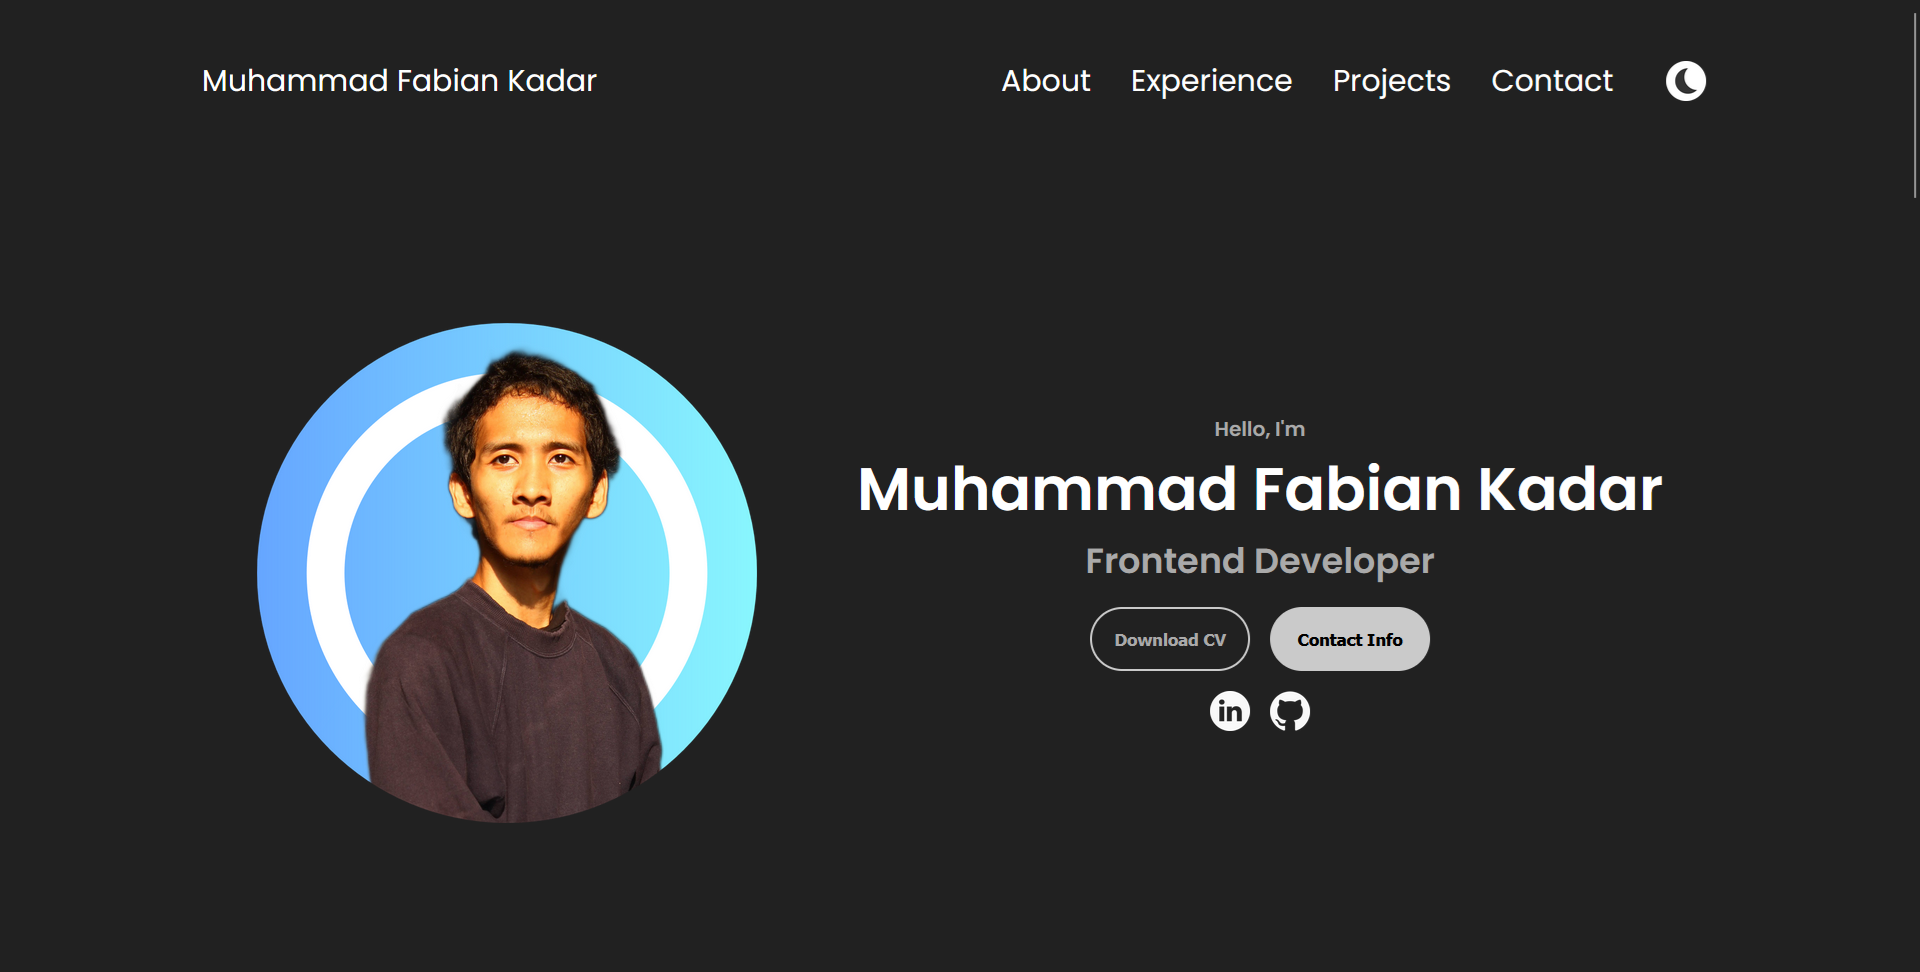 Muhammad Fabian Kadar
About Experience Projects Contact
Hello, I'm
Muhammad Fabian Kadar
Frontend Developer
Download CV
Contact Info
in